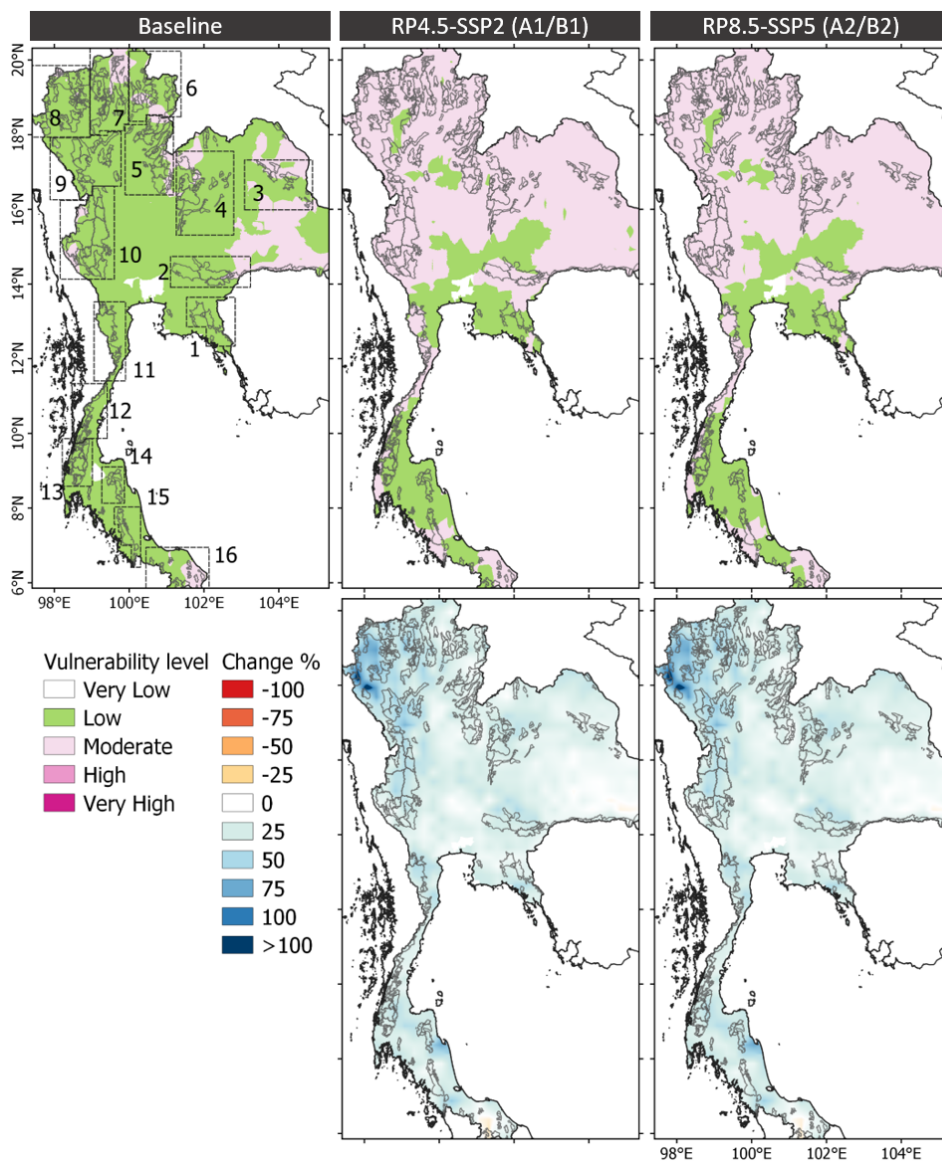 Baseline
RP4.5-SSP2 (A1/B1)
RP8.5-SSP5 (A2/B2)
20°N
18°N
16°N
14°N
12°N
10°N
8°N
6°N
6
8
7
5
9
3
4
10
2
1
11
12
14
13
15
16
98°E 100°E 102°E 104°E
Vulnerability level
Very Low
Low
Moderate
High
Very High
Change %
-100
-75
-50
-25
0
25
50
75
100
>100
98°E 100°E 102°E 104°E